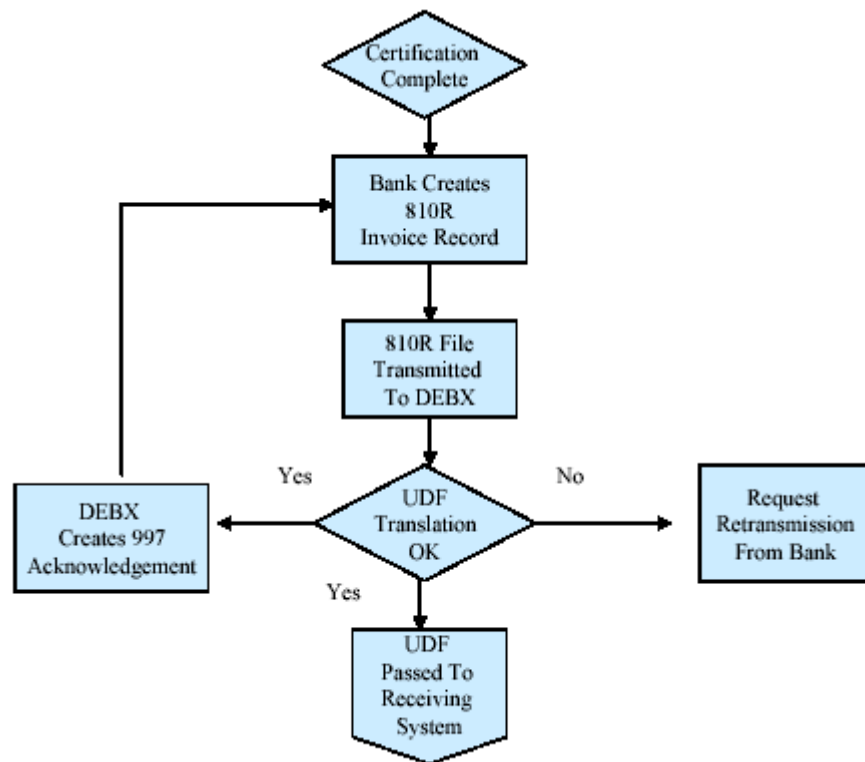 Certification
Complete
Bank Creates
810R
Invoice Record
810R File
Transmitted
To DEBX
Yes
No
DEBX
Creates 997
Acknowledgement
UDF
Translation
OK
Request
Retransmission
From Bank
Yes
UDF
Passed To
Receiving
System